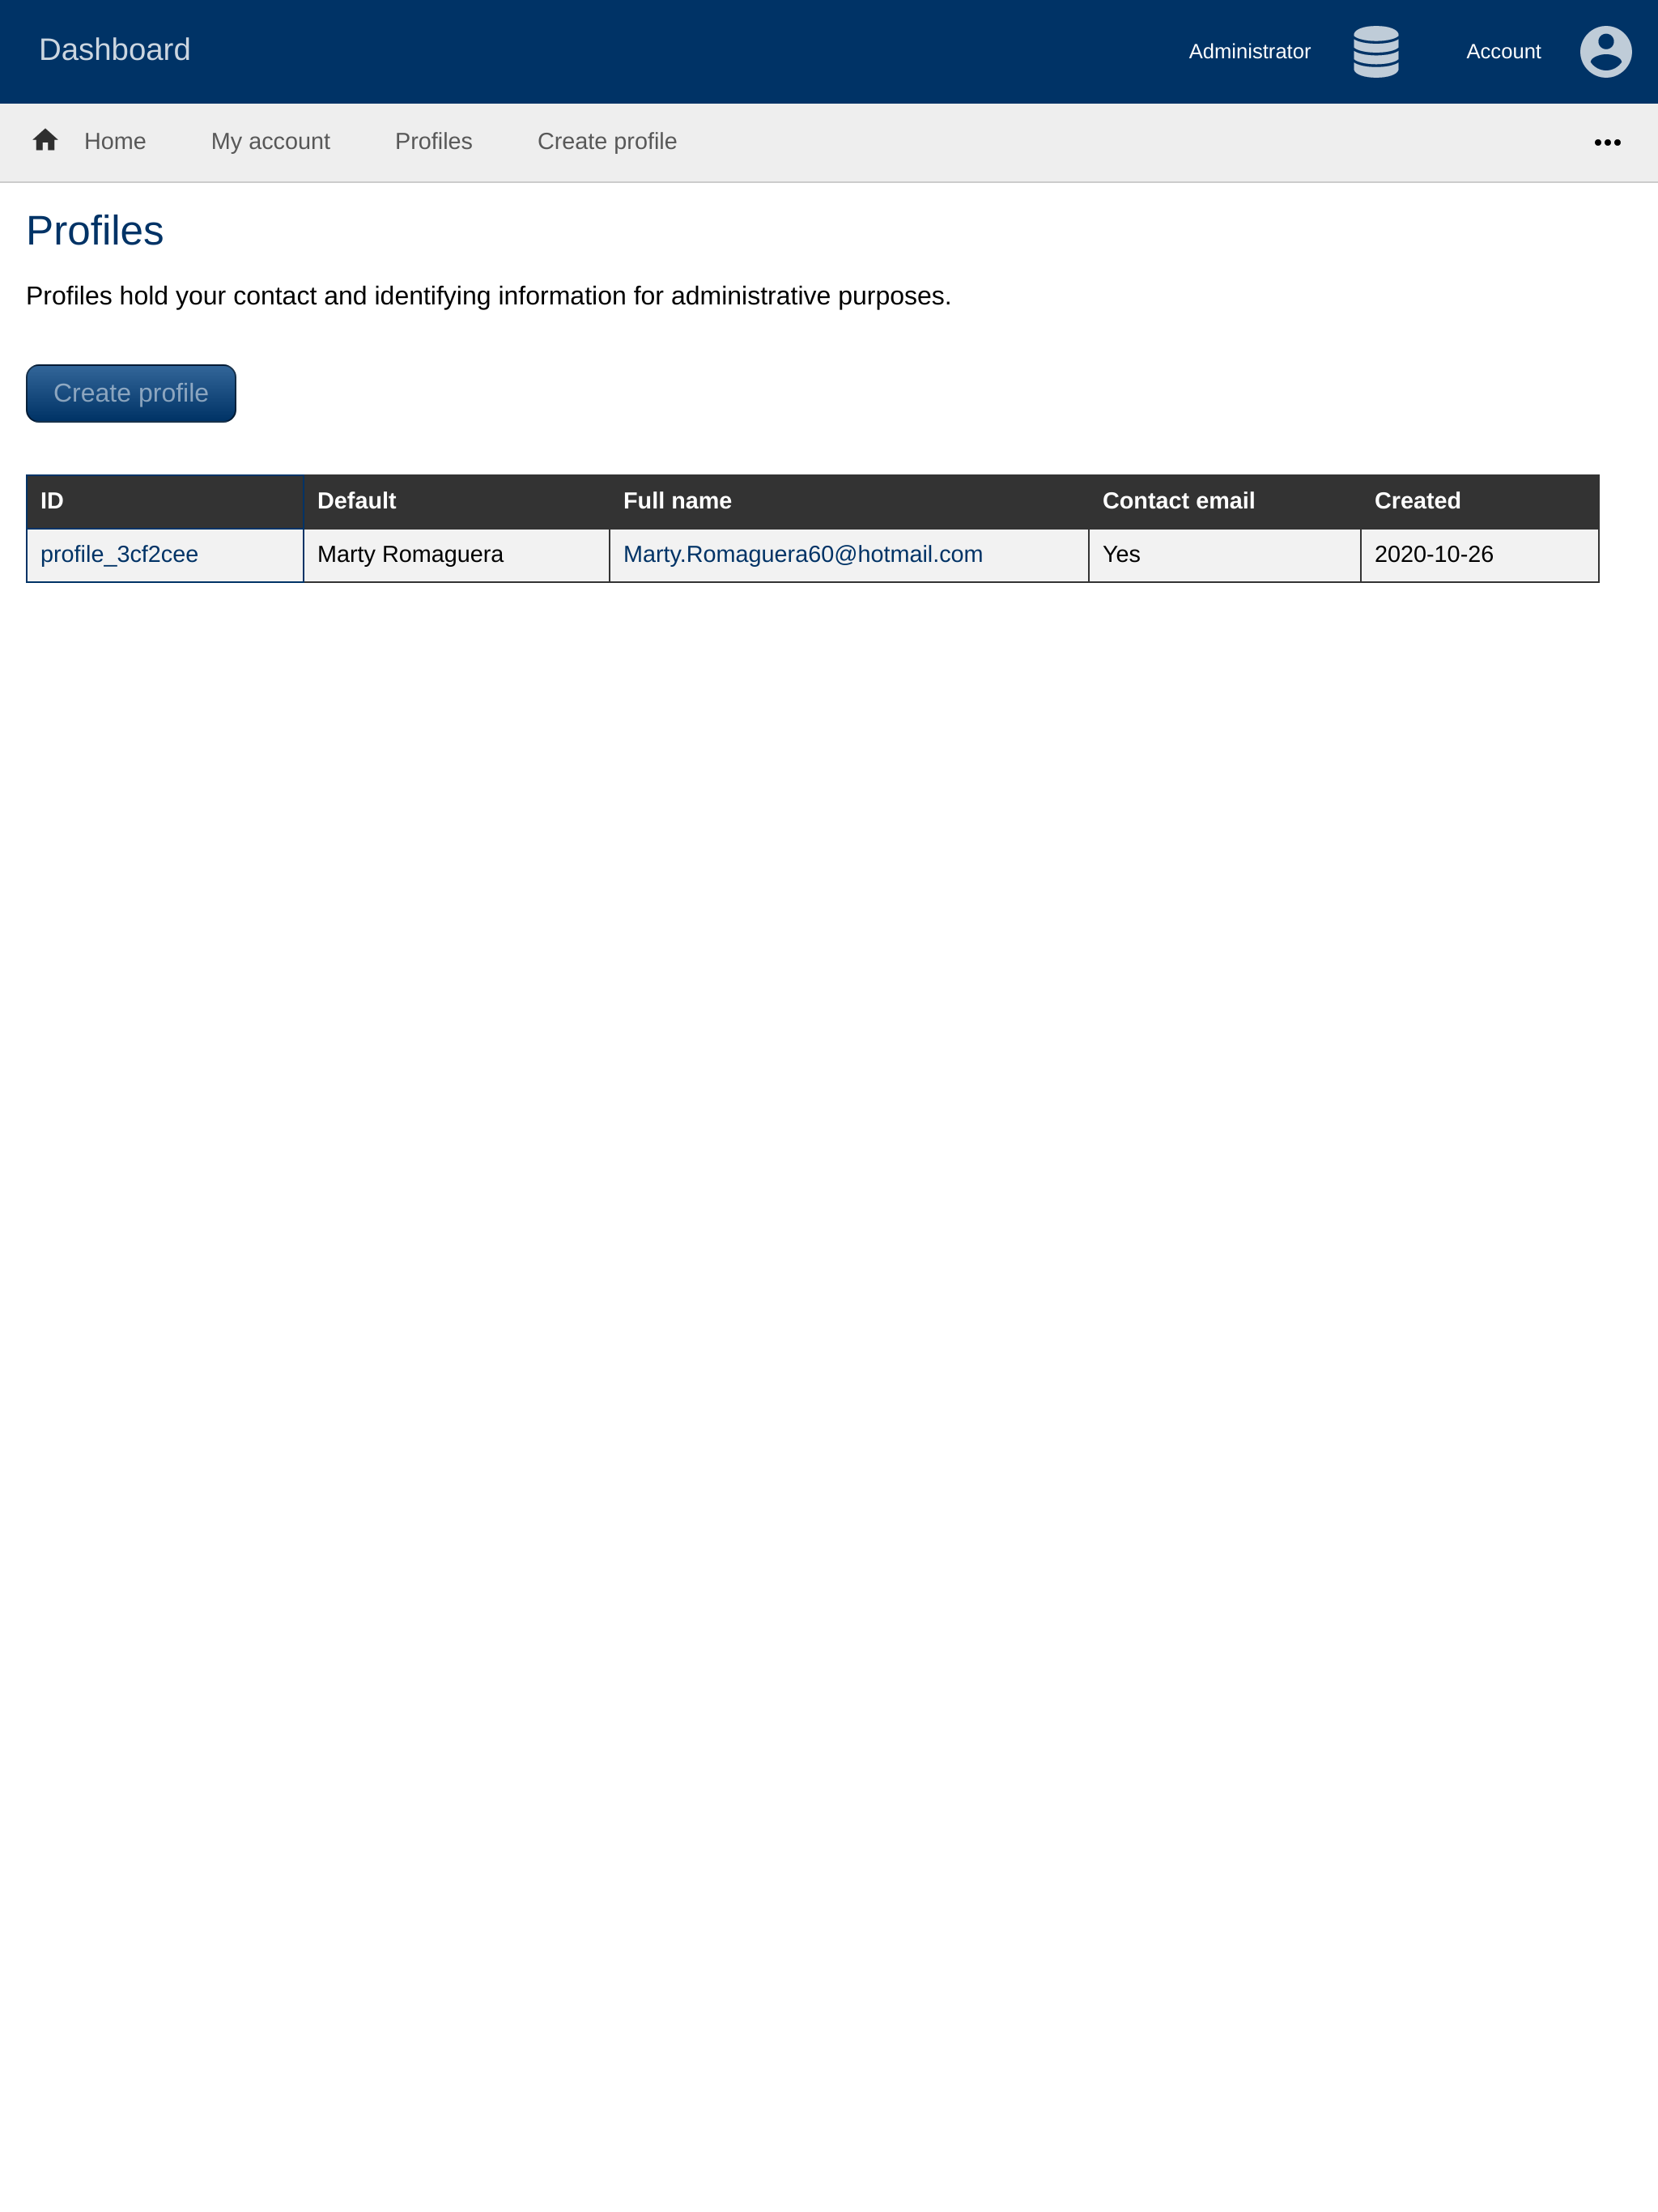 Dashboard Administrator Account
Home My account Profiles Create profile •••
Profiles
Profiles hold your contact and identifying information for administrative purposes.
Create profile
ID Default Full name Contact email Created
profile_3cf2cee Marty Romaguera Marty.Romaguera60@hotmail.com Yes 2020-10-26